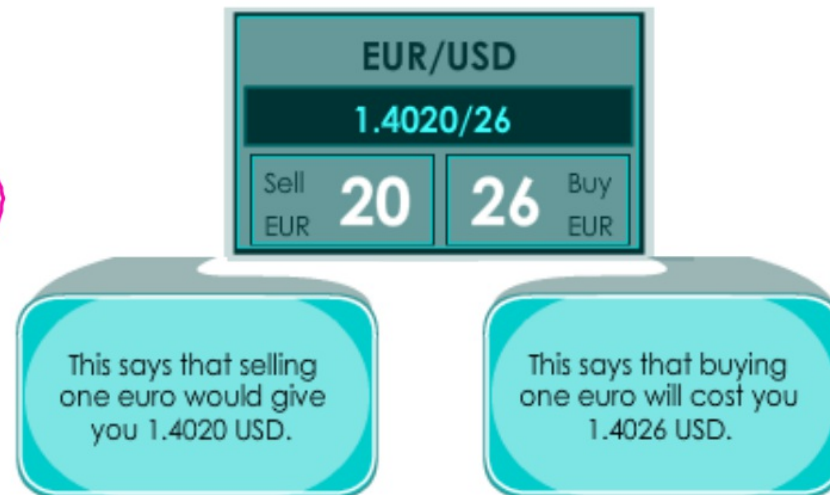 EUR/USD
1.4020/26
Sell
EUR
20
26
Buy
EUR
This says that selling
one euro would give
you 1.4020 USD.
This says that buying
one euro will cost you
1.4026 USD.